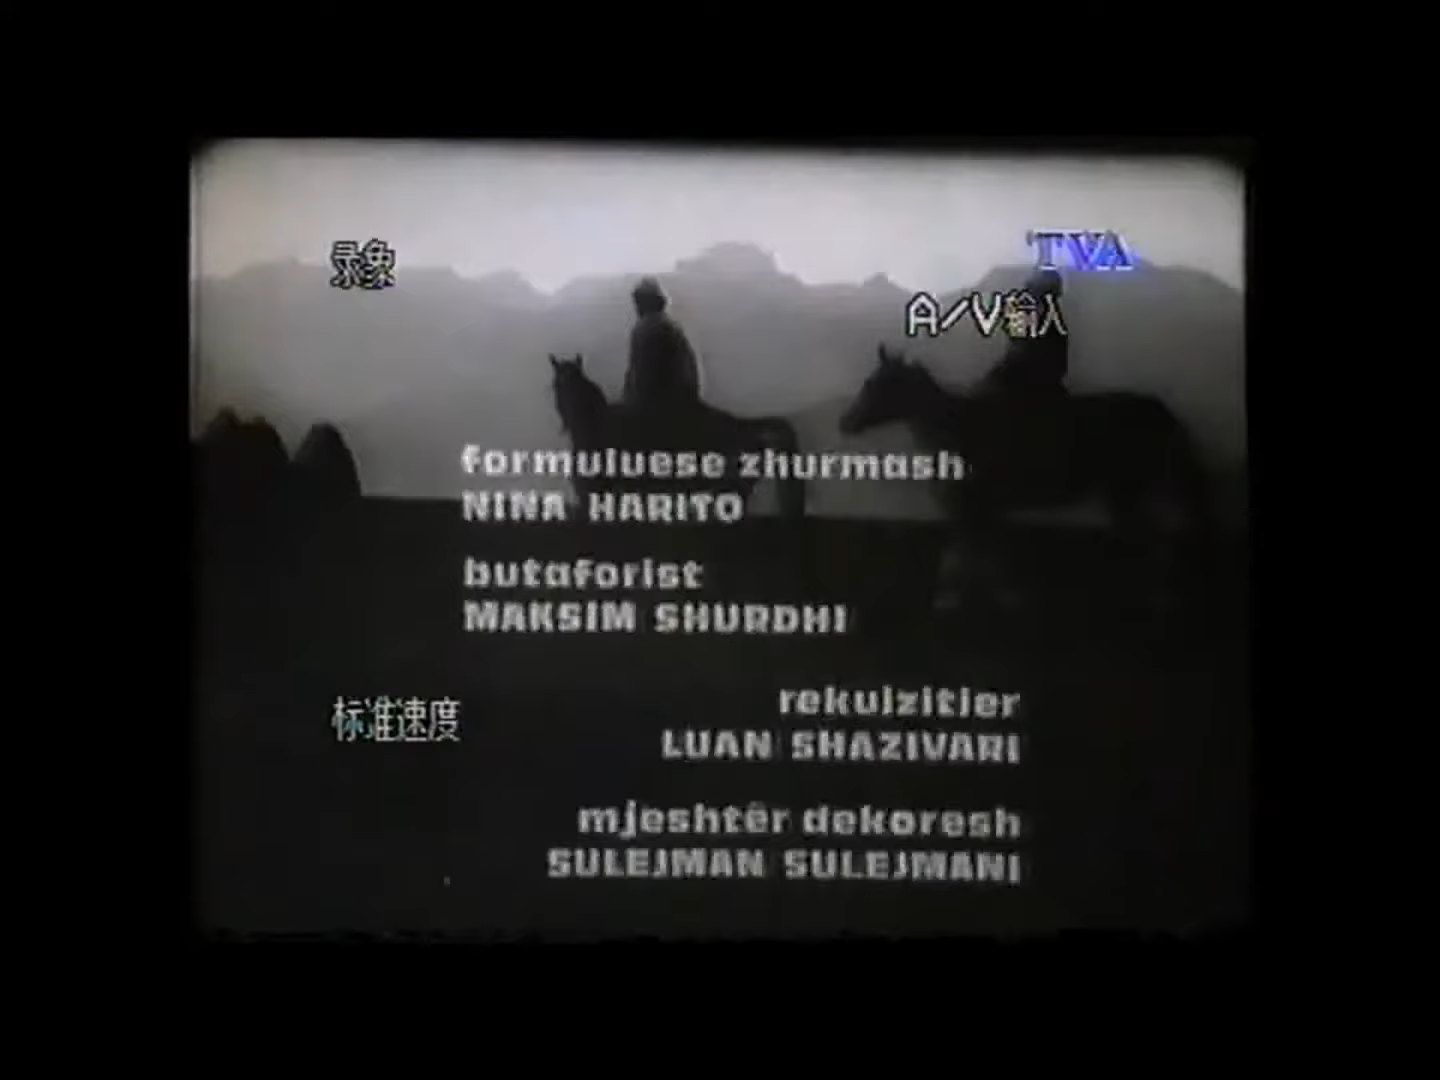 录象
TVA
A/V输入
formuluese zhurmash
NINA HARITO
butaforist
MAKSIM SHURDHI
标准速度
rekuizitier
LUAN SHAZIVARI
mjeshtër dekoresh
SULEJMAN SULEJMANI